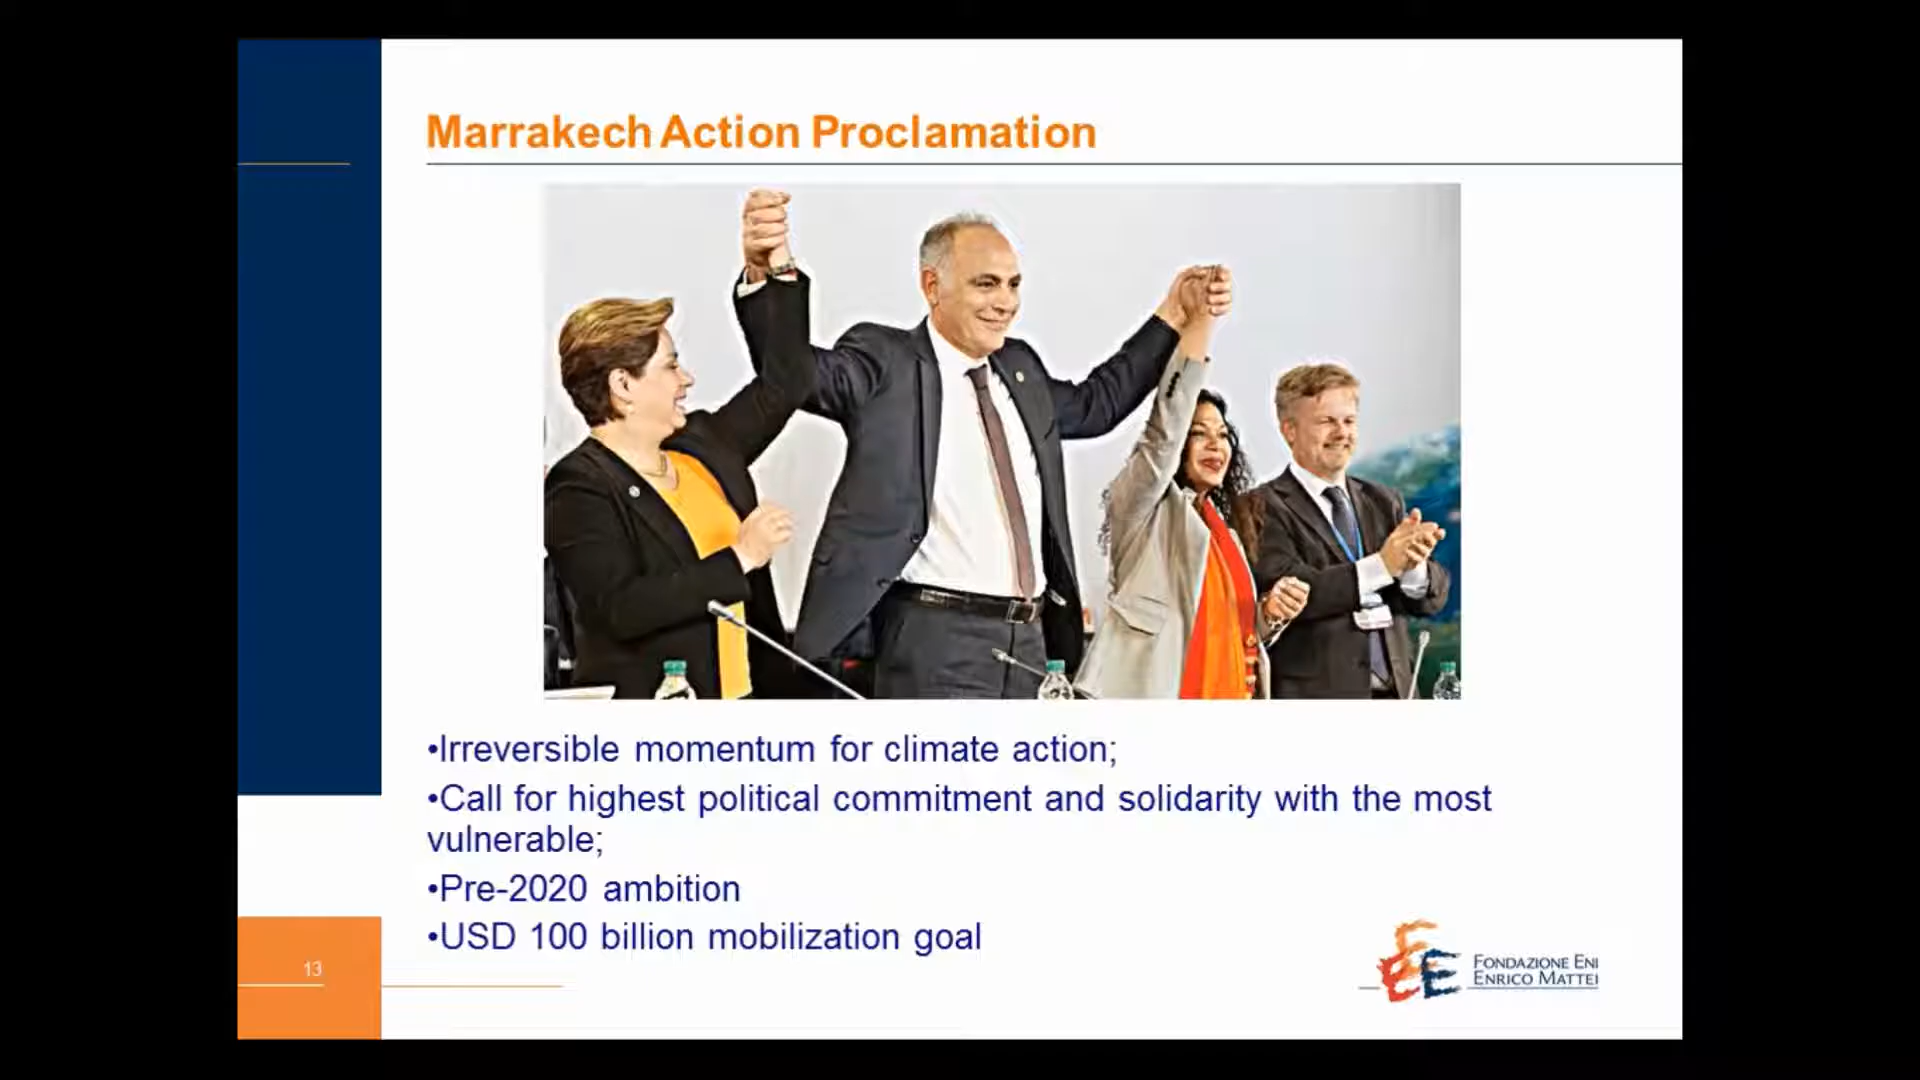 Marrakech Action Proclamation
•Irreversible momentum for climate action;
•Call for highest political commitment and solidarity with the most
vulnerable;
•Pre-2020 ambition
•USD 100 billion mobilization goal
13
FONDAZIONE ENI
ENRICO MATTEI